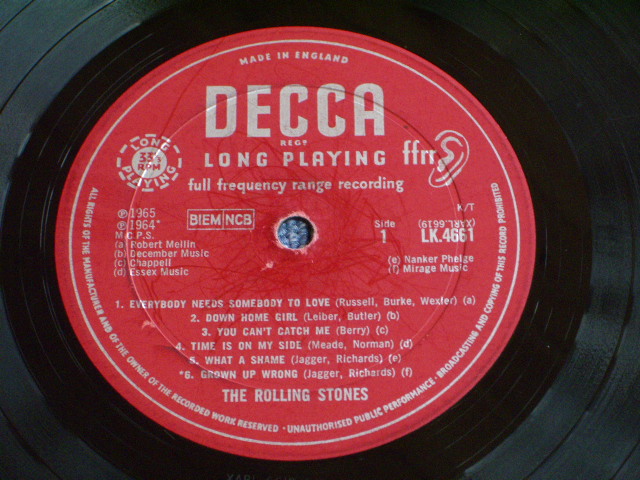 MADE IN ENGLAND
DECCA
REGD
LONG PLAYING ffrr
full frequency range recording
LONG
33⅓
RPM
PLAYING
℗1965
℗1964*
M.C.P.S.
(a) Robert Mellin
(b) December Music
(c) Chappell
(d) Essex Music
BIEM NCB
K/T
(XARL.6619)
Side
1
LK.4661
(e) Nanker Phelge
(f) Mirage Music
1. EVERYBODY NEEDS SOMEBODY TO LOVE (Russell, Burke, Wexler) (a)
2. DOWN HOME GIRL (Leiber, Butler) (b)
3. YOU CAN'T CATCH ME (Berry) (c)
4. TIME IS ON MY SIDE (Meade, Norman) (d)
5. WHAT A SHAME (Jagger, Richards) (e)
*6. GROWN UP WRONG (Jagger, Richards) (f)
THE ROLLING STONES
ALL RIGHTS OF THE MANUFACTURER AND OF THE OWNER OF THE RECORDED WORK RESERVED · UNAUTHORISED PUBLIC PERFORMANCE · BROADCASTING AND COPYING OF THIS RECORD PROHIBITED